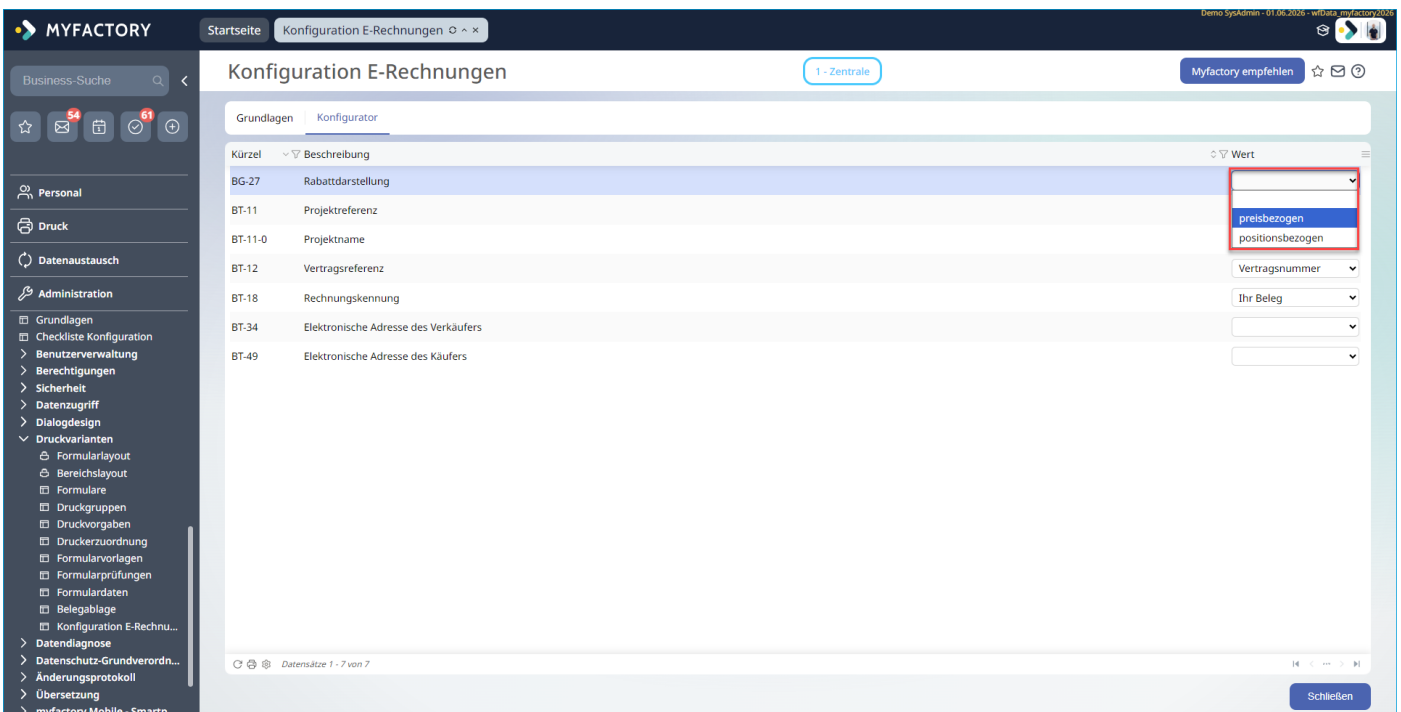 Demo SysAdmin - 01.06.2026 - wfData_myfactory2026
MYFACTORY
Startseite
Konfiguration E-Rechnungen
Business-Suche
Konfiguration E-Rechnungen
1 - Zentrale
Myfactory empfehlen
54
61
Grundlagen
Konfigurator
Kürzel Beschreibung Wert
BG-27 Rabattdarstellung
preisbezogen
positionsbezogen
BT-11 Projektreferenz
BT-11-0 Projektname
BT-12 Vertragsreferenz Vertragsnummer
BT-18 Rechnungskennung Ihr Beleg
BT-34 Elektronische Adresse des Verkäufers
BT-49 Elektronische Adresse des Käufers
Personal
Druck
Datenaustausch
Administration
Grundlagen
Checkliste Konfiguration
Benutzerverwaltung
Berechtigungen
Sicherheit
Datenzugriff
Dialogdesign
Druckvarianten
Formularlayout
Bereichslayout
Formulare
Druckgruppen
Druckvorgaben
Druckerzuordnung
Formularvorlagen
Formularprüfungen
Formulardaten
Belegablage
Konfiguration E-Rechnu...
Datendiagnose
Datenschutz-Grundverordn...
Änderungsprotokoll
Übersetzung
myfactory Mobile - Smartp...
Datensätze 1 - 7 von 7
Schließen